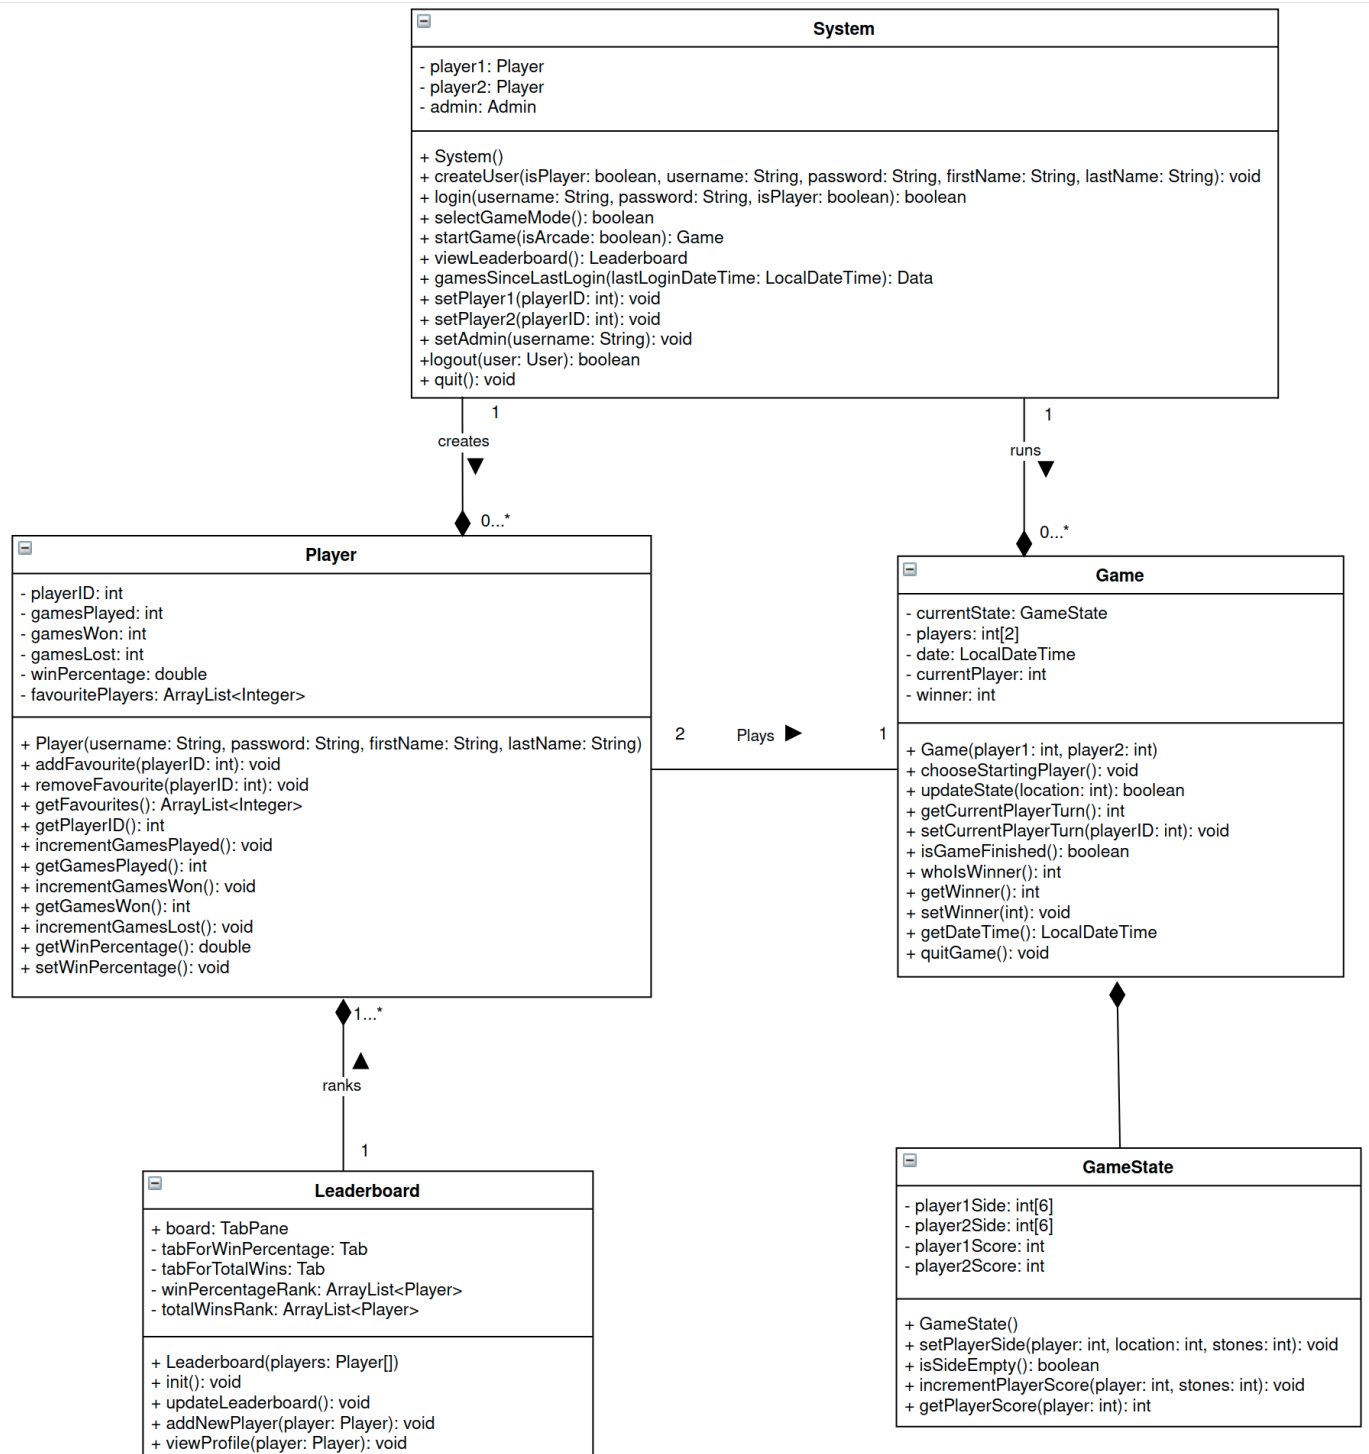 System
- player1: Player
- player2: Player
- admin: Admin
+ System()
+ createUser(isPlayer: boolean, username: String, password: String, firstName: String, lastName: String): void
+ login(username: String, password: String, isPlayer: boolean): boolean
+ selectGameMode(): boolean
+ startGame(isArcade: boolean): Game
+ viewLeaderboard(): Leaderboard
+ gamesSinceLastLogin(lastLoginDateTime: LocalDateTime): Data
+ setPlayer1(playerID: int): void
+ setPlayer2(playerID: int): void
+ setAdmin(username: String): void
+logout(user: User): boolean
+ quit(): void
1
creates
0...*
1
runs
0...*
Player
- playerID: int
- gamesPlayed: int
- gamesWon: int
- gamesLost: int
- winPercentage: double
- favouritePlayers: ArrayList<Integer>
+ Player(username: String, password: String, firstName: String, lastName: String)
+ addFavourite(playerID: int): void
+ removeFavourite(playerID: int): void
+ getFavourites(): ArrayList<Integer>
+ getPlayerID(): int
+ incrementGamesPlayed(): void
+ getGamesPlayed(): int
+ incrementGamesWon(): void
+ getGamesWon(): int
+ incrementGamesLost(): void
+ getWinPercentage(): double
+ setWinPercentage(): void
2
Plays
1
Game
- currentState: GameState
- players: int[2]
- date: LocalDateTime
- currentPlayer: int
- winner: int
+ Game(player1: int, player2: int)
+ chooseStartingPlayer(): void
+ updateState(location: int): boolean
+ getCurrentPlayerTurn(): int
+ setCurrentPlayerTurn(playerID: int): void
+ isGameFinished(): boolean
+ whoIsWinner(): int
+ getWinner(): int
+ setWinner(int): void
+ getDateTime(): LocalDateTime
+ quitGame(): void
1...*
ranks
1
Leaderboard
+ board: TabPane
- tabForWinPercentage: Tab
- tabForTotalWins: Tab
- winPercentageRank: ArrayList<Player>
- totalWinsRank: ArrayList<Player>
+ Leaderboard(players: Player[])
+ init(): void
+ updateLeaderboard(): void
+ addNewPlayer(player: Player): void
+ viewProfile(player: Player): void
GameState
- player1Side: int[6]
- player2Side: int[6]
- player1Score: int
- player2Score: int
+ GameState()
+ setPlayerSide(player: int, location: int, stones: int): void
+ isSideEmpty(): boolean
+ incrementPlayerScore(player: int, stones: int): void
+ getPlayerScore(player: int): int